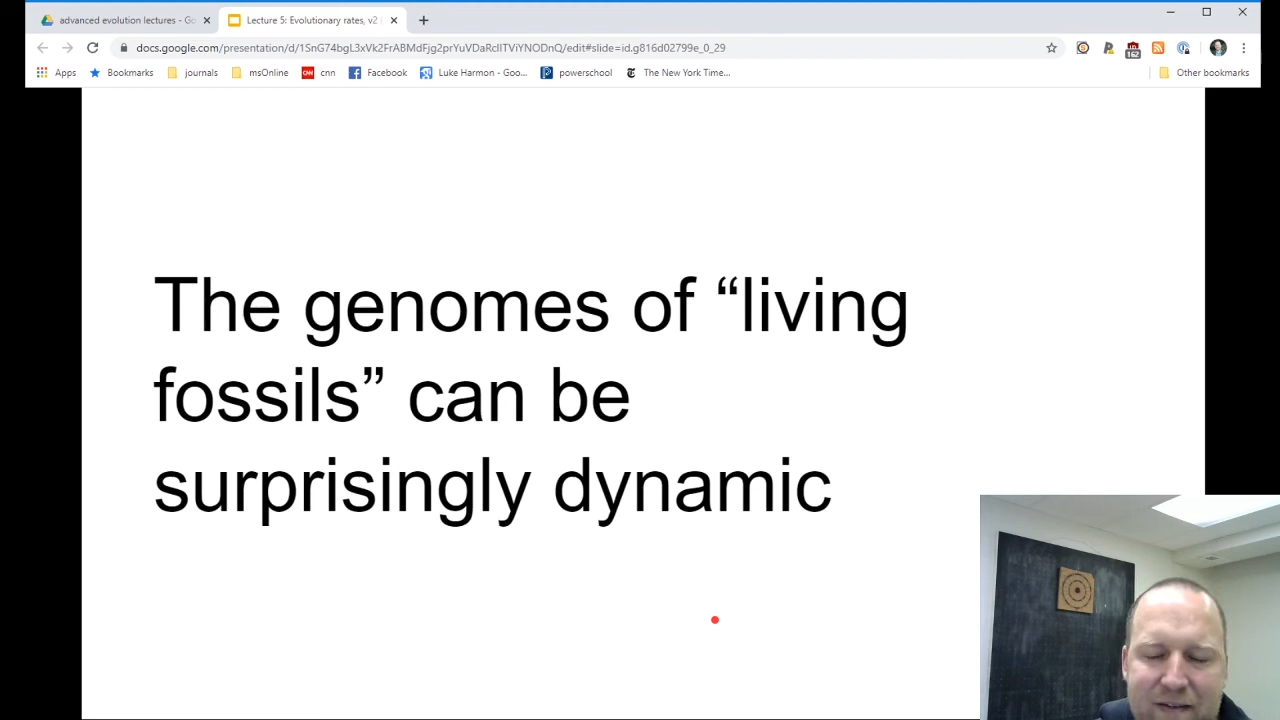 advanced evolution lectures - Go
Lecture 5: Evolutionary rates, v2
docs.google.com/presentation/d/1SnG74bgL3xVk2FrABMdFjg2prYuVDaRclITViYNODnQ/edit#slide=id.g816d02799e_0_29
162
Apps Bookmarks journals msOnline cnn Facebook Luke Harmon - Goo... powerschool The New York Time... Other bookmarks
The genomes of “living
fossils” can be
surprisingly dynamic